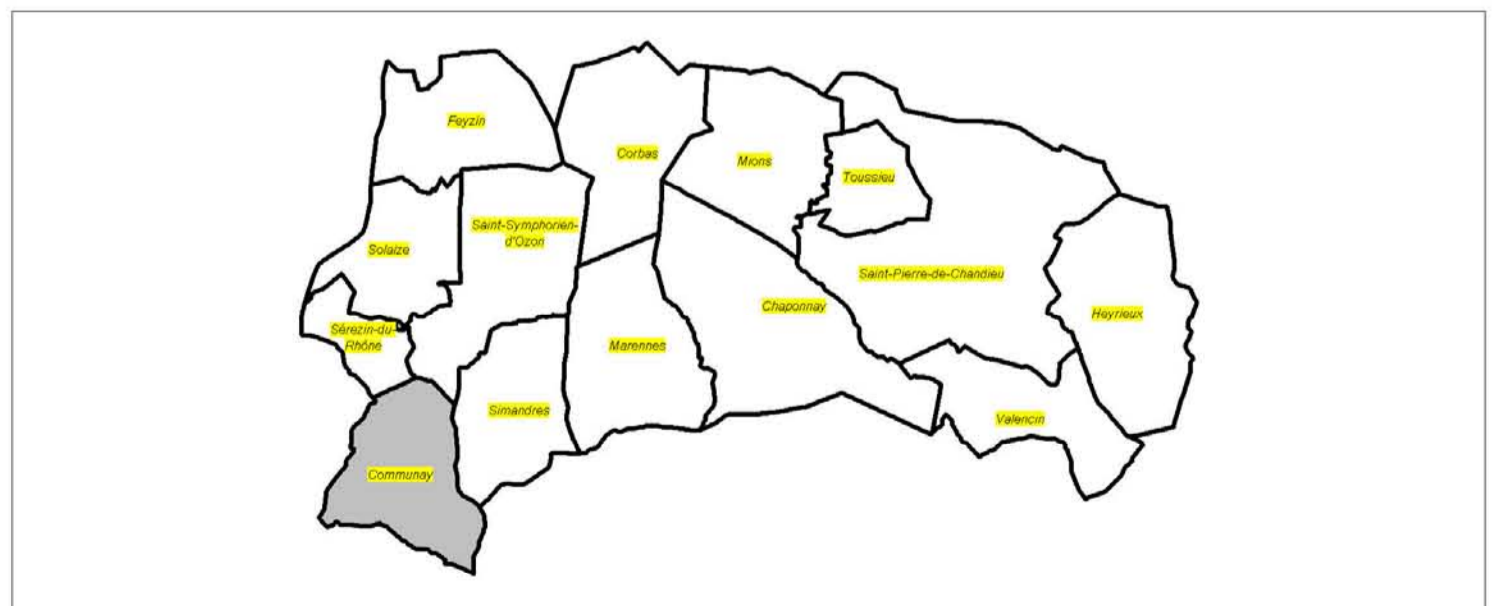 Feyzin
Corbas
Mions
Toussieu
Saint-Symphorien-
d'Ozon
Solaize
Saint-Pierre-de-Chandieu
Chaponnay
Heyrieux
Sérezin-du-
Rhône
Marennes
Simandres
Valencin
Communay